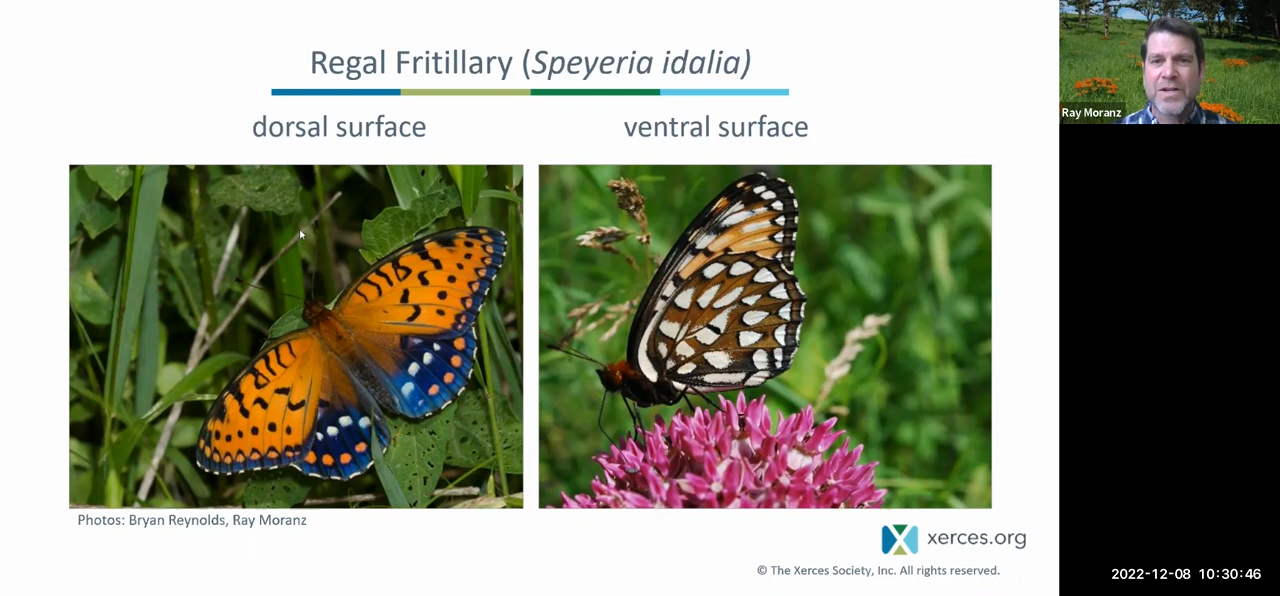 Regal Fritillary (Speyeria idalia)
dorsal surface
ventral surface
Photos: Bryan Reynolds, Ray Moranz
xerces.org
© The Xerces Society, Inc. All rights reserved.
Ray Moranz
2022-12-08 10:30:46